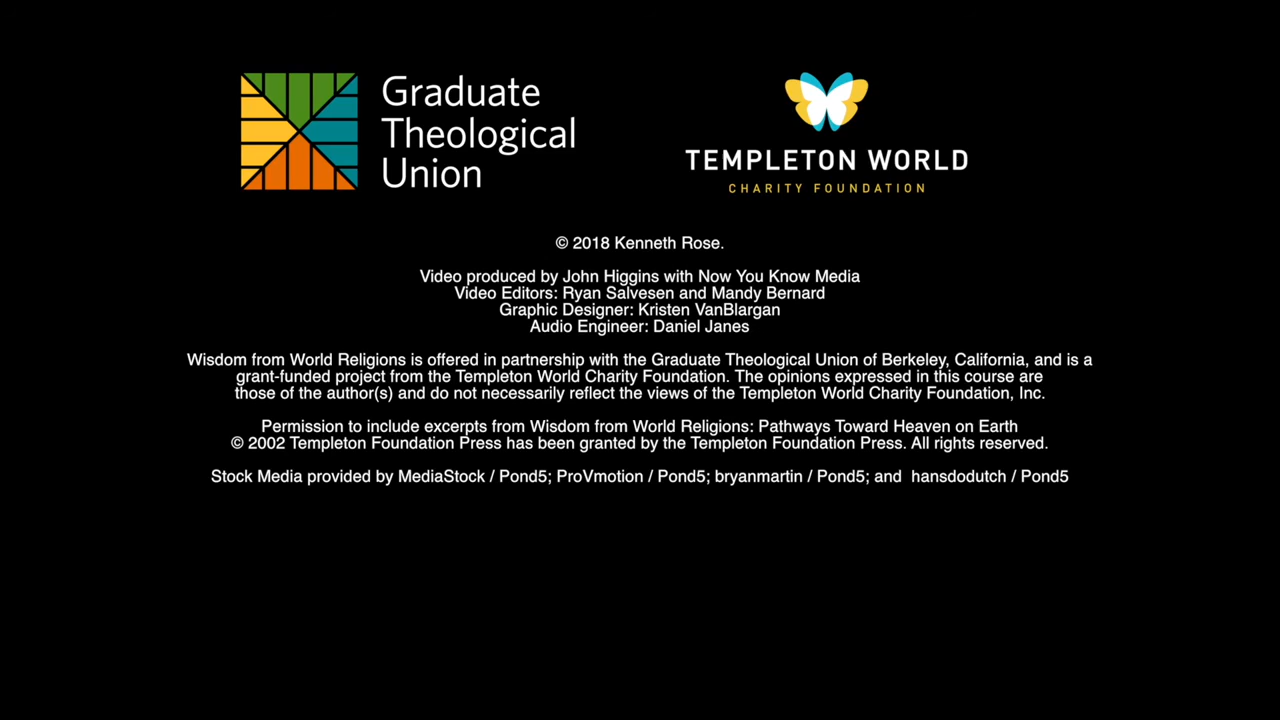 Graduate
Theological
Union
TEMPLETON WORLD
CHARITY FOUNDATION
© 2018 Kenneth Rose.
Video produced by John Higgins with Now You Know Media
Video Editors: Ryan Salvesen and Mandy Bernard
Graphic Designer: Kristen VanBlargan
Audio Engineer: Daniel Janes
Wisdom from World Religions is offered in partnership with the Graduate Theological Union of Berkeley, California, and is a
grant-funded project from the Templeton World Charity Foundation. The opinions expressed in this course are
those of the author(s) and do not necessarily reflect the views of the Templeton World Charity Foundation, Inc.
Permission to include excerpts from Wisdom from World Religions: Pathways Toward Heaven on Earth
© 2002 Templeton Foundation Press has been granted by the Templeton Foundation Press. All rights reserved.
Stock Media provided by MediaStock / Pond5; ProVmotion / Pond5; bryanmartin / Pond5; and  hansdodutch / Pond5